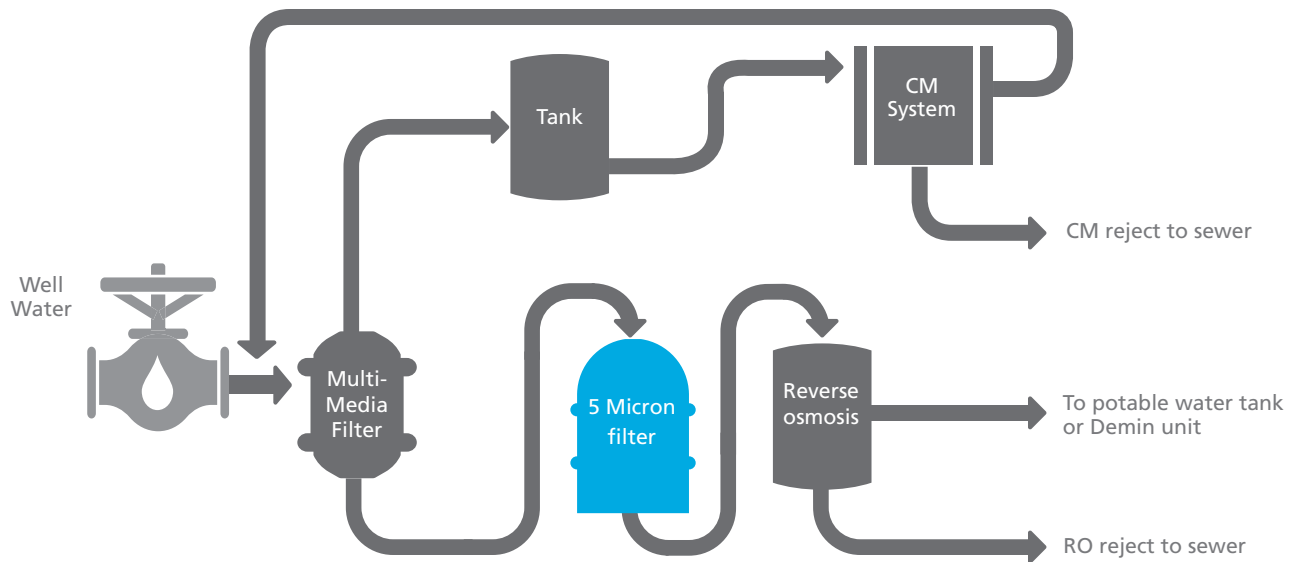 Tank
CM
System
CM reject to sewer
Well
Water
Multi-
Media
Filter
5 Micron
filter
Reverse
osmosis
To potable water tank
or Demin unit
RO reject to sewer